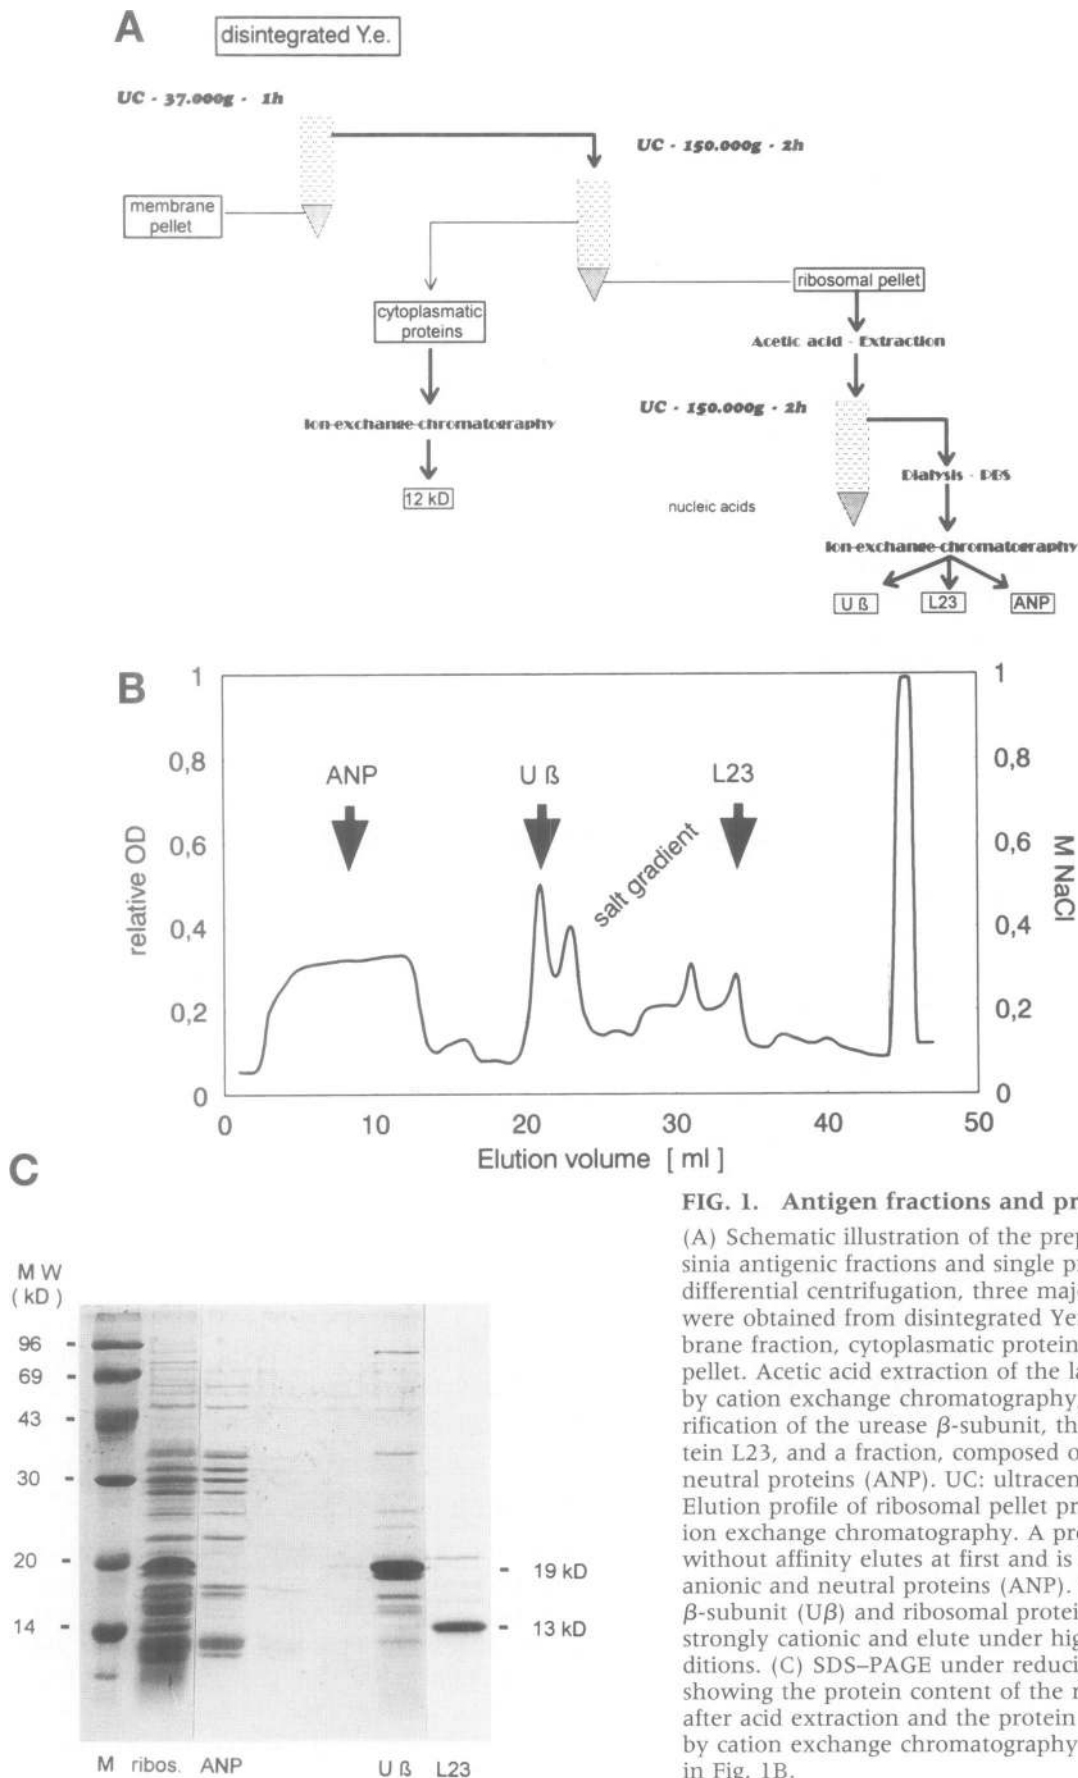 A
disintegrated Y.e.
UC - 37.000g - 1h
UC - 150.000g - 2h
membrane
pellet
ribosomal pellet
cytoplasmatic
proteins
Acetic acid - Extraction
UC - 150.000g - 2h
Ion-exchange-chromatography
Dialysis - PBS
12 kD
nucleic acids
Ion-exchange-chromatography
U ß
L23
ANP
B
1
0,8
0,6
0,4
0,2
0
relative OD
ANP
U ß
L23
salt gradient
1
0,8
0,6
0,4
0,2
0
M NaCl
0
10
20
30
40
50
Elution volume [ ml ]
C
M W
( kD )
96
69
43
30
20
14
19 kD
13 kD
M ribos. ANP U ß L23
FIG. 1. Antigen fractions and pr
(A) Schematic illustration of the prep
sinia antigenic fractions and single p
differential centrifugation, three maj
were obtained from disintegrated Ye
brane fraction, cytoplasmatic protein
pellet. Acetic acid extraction of the la
by cation exchange chromatography
rification of the urease β-subunit, th
tein L23, and a fraction, composed o
neutral proteins (ANP). UC: ultracen
Elution profile of ribosomal pellet pr
ion exchange chromatography. A pro
without affinity elutes at first and is
anionic and neutral proteins (ANP).
β-subunit (Uβ) and ribosomal protei
strongly cationic and elute under hig
ditions. (C) SDS–PAGE under reduci
showing the protein content of the r
after acid extraction and the protein
by cation exchange chromatography
in Fig. 1B.